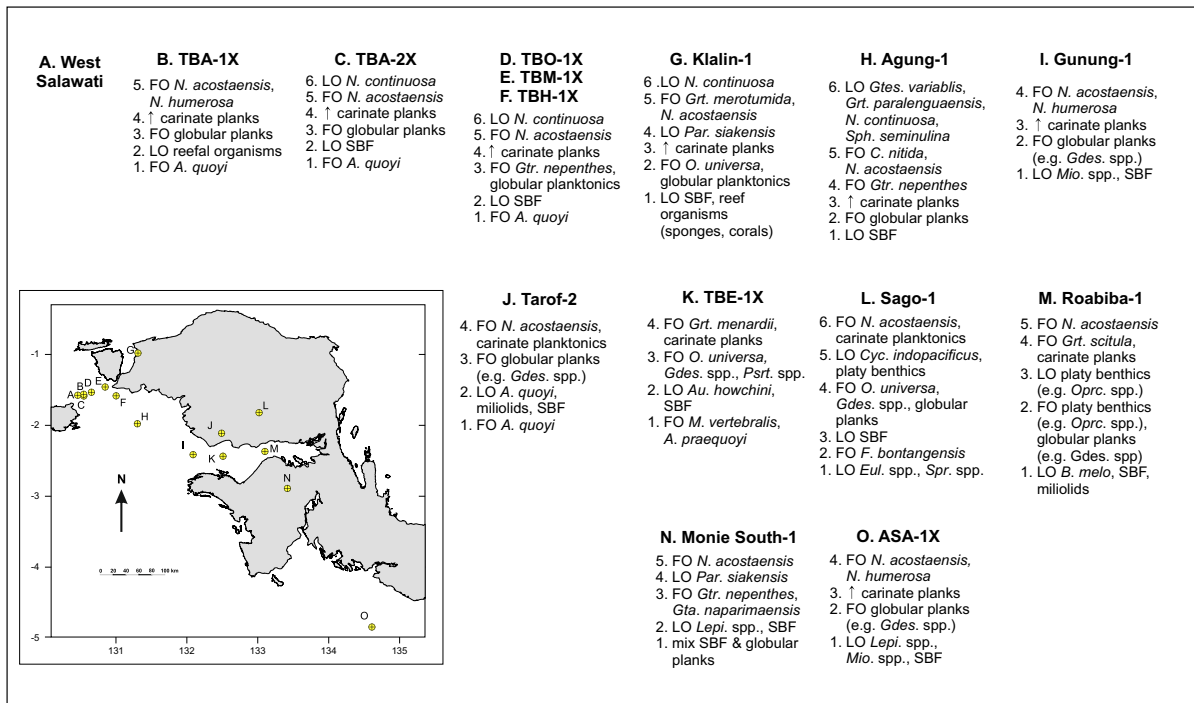 A. West
Salawati
B. TBA-1X
5. FO N. acostaensis,
N. humerosa
4.↑ carinate planks
3. FO globular planks
2. LO reefal organisms
1. FO A. quoyi
C. TBA-2X
6. LO N. continuosa
5. FO N. acostaensis
4. ↑ carinate planks
3. FO globular planks
2. LO SBF
1. FO A. quoyi
D. TBO-1X
E. TBM-1X
F. TBH-1X
6. LO N. continuosa
5. FO N. acostaensis
4.↑ carinate planks
3. FO Gtr. nepenthes,
globular planktonics
2. LO SBF
1. FO A. quoyi
G. Klalin-1
6 .LO N. continuosa
5. FO Grt. merotumida,
N. acostaensis
4. LO Par. siakensis
3. ↑ carinate planks
2. FO O. universa,
globular planktonics
1. LO SBF, reef
organisms
(sponges, corals)
H. Agung-1
6. LO Gtes. variablis,
Grt. paralenguaensis,
N. continuosa,
Sph. seminulina
5. FO C. nitida,
N. acostaensis
4. FO Gtr. nepenthes
3. ↑ carinate planks
2. FO globular planks
1. LO SBF
I. Gunung-1
4. FO N. acostaensis,
N. humerosa
3. ↑ carinate planks
2. FO globular planks
(e.g. Gdes. spp.)
1. LO Mio. spp., SBF
J. Tarof-2
4. FO N. acostaensis,
carinate planktonics
3. FO globular planks
(e.g. Gdes. spp.)
2. LO A. quoyi,
miliolids, SBF
1. FO A. quoyi
K. TBE-1X
4. FO Grt. menardii,
carinate planks
3. FO O. universa,
Gdes. spp., Psrt. spp.
2. LO Au. howchini,
SBF
1. FO M. vertebralis,
A. praequoyi
L. Sago-1
6. FO N. acostaensis,
carinate planktonics
5. LO Cyc. indopacificus,
platy benthics
4. FO O. universa,
Gdes. spp., globular
planks
3. LO SBF
2. FO F. bontangensis
1. LO Eul. spp., Spr. spp.
M. Roabiba-1
5. FO N. acostaensis
4. FO Grt. scitula,
carinate planks
3. LO platy benthics
(e.g. Oprc. spp.)
2. FO platy benthics
(e.g. Oprc. spp.),
globular planks
(e.g. Gdes. spp)
1. LO B. melo, SBF,
miliolids
N. Monie South-1
5. FO N. acostaensis
4. LO Par. siakensis
3. FO Gtr. nepenthes,
Gta. naparimaensis
2. LO Lepi. spp., SBF
1. mix SBF & globular
planks
O. ASA-1X
4. FO N. acostaensis,
N. humerosa
3. ↑ carinate planks
2. FO globular planks
(e.g. Gdes. spp.)
1. LO Lepi. spp.,
Mio. spp., SBF
-1
-2
-3
-4
-5
131
132
133
134
135
A
B
C
D
E
F
G
H
I
J
K
L
M
N
O
N
0 20 40 60 80 100 km